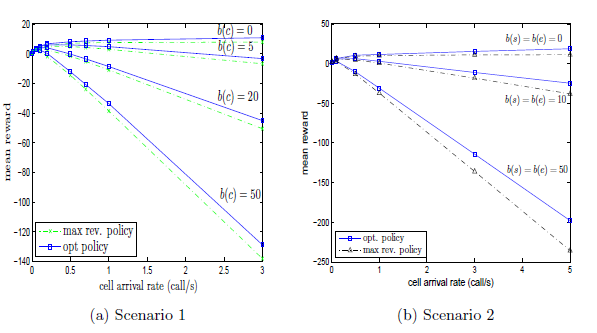 20
0
−20
−40
−60
−80
−100
−120
−140
mean reward
b(c) = 0
b(c) = 5
b(c) = 20
b(c) = 50
max rev. policy
opt policy
0 0.5 1 1.5 2 2.5 3
cell arrival rate (call/s)
(a) Scenario 1
50
0
−50
−100
−150
−200
−250
mean reward
b(s) = b(c) = 0
b(s) = b(c) = 10
b(s) = b(c) = 50
opt. policy
max rev. policy
0 1 2 3 4 5
cell arrival rate (call/s)
(b) Scenario 2